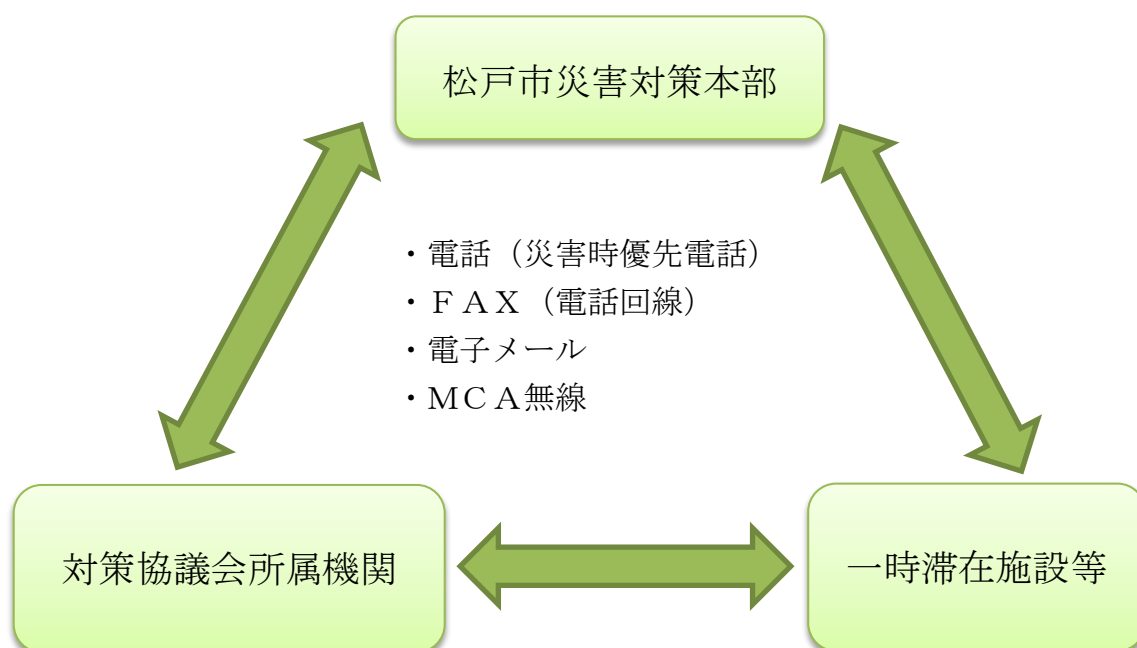 松戸市災害対策本部
・電話（災害時優先電話）
・ＦＡＸ（電話回線）
・電子メール
・ＭＣＡ無線
対策協議会所属機関
一時滞在施設等